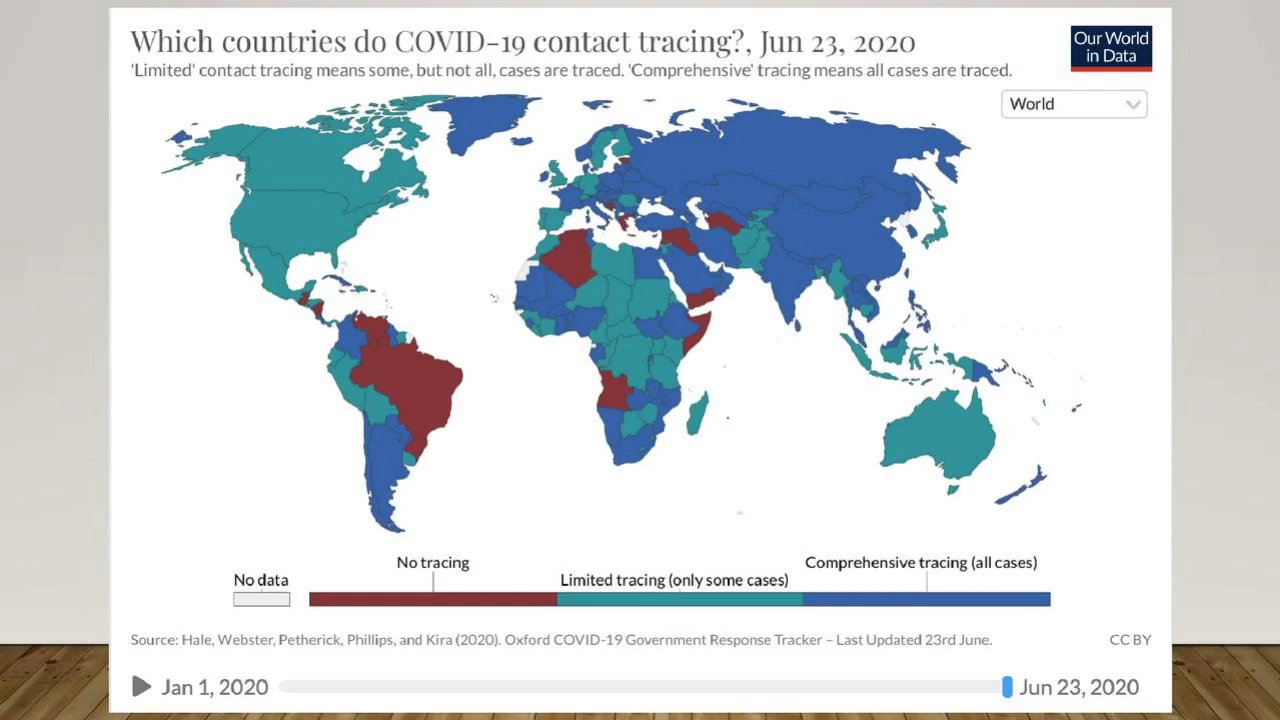 Which countries do COVID-19 contact tracing?, Jun 23, 2020
'Limited' contact tracing means some, but not all, cases are traced. 'Comprehensive' tracing means all cases are traced.
Our World
in Data
World
No data
No tracing
Limited tracing (only some cases)
Comprehensive tracing (all cases)
Source: Hale, Webster, Petherick, Phillips, and Kira (2020). Oxford COVID-19 Government Response Tracker – Last Updated 23rd June.
CC BY
Jan 1, 2020
Jun 23, 2020